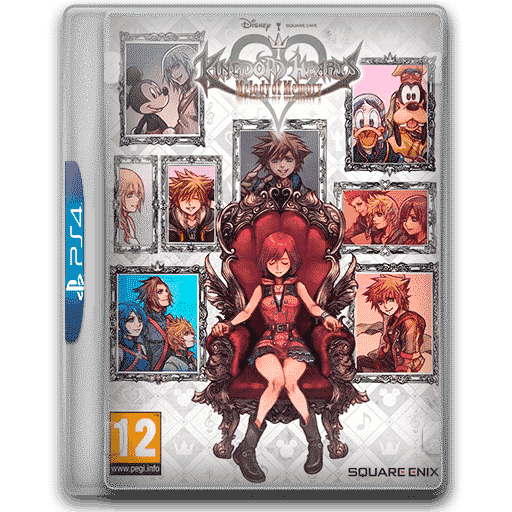 Disney SQUARE ENIX
KINGDOM HEARTS
Melody of Memory
PS4
12
www.pegi.info
SQUARE ENIX